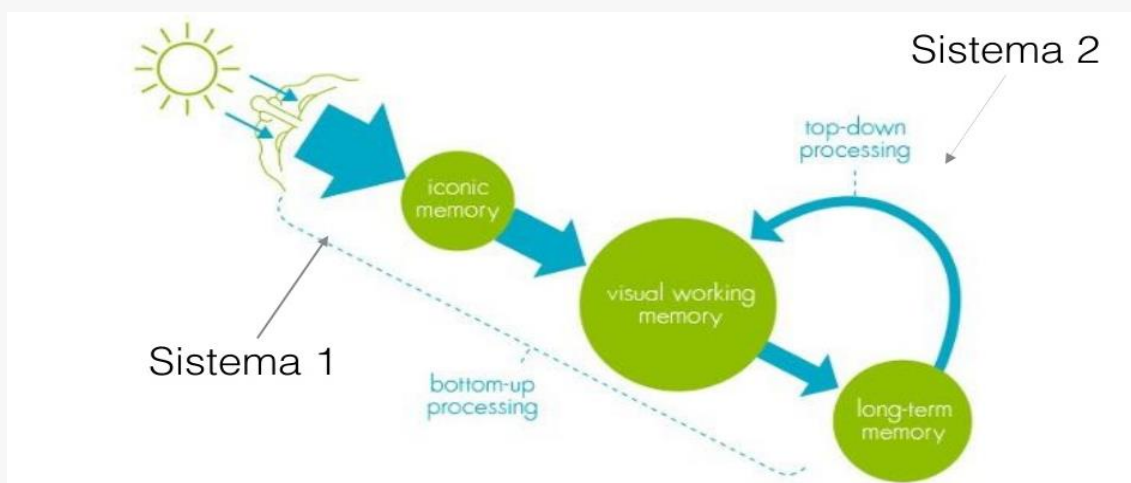 Sistema 2
top-down
processing
iconic
memory
visual working
memory
Sistema 1
bottom-up
processing
long-term
memory